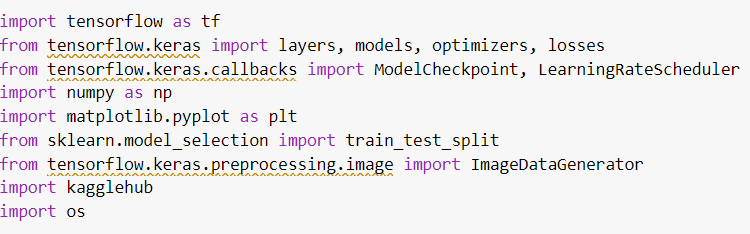 import tensorflow as tf
from tensorflow.keras import layers, models, optimizers, losses
from tensorflow.keras.callbacks import ModelCheckpoint, LearningRateScheduler
import numpy as np
import matplotlib.pyplot as plt
from sklearn.model_selection import train_test_split
from tensorflow.keras.preprocessing.image import ImageDataGenerator
import kagglehub
import os